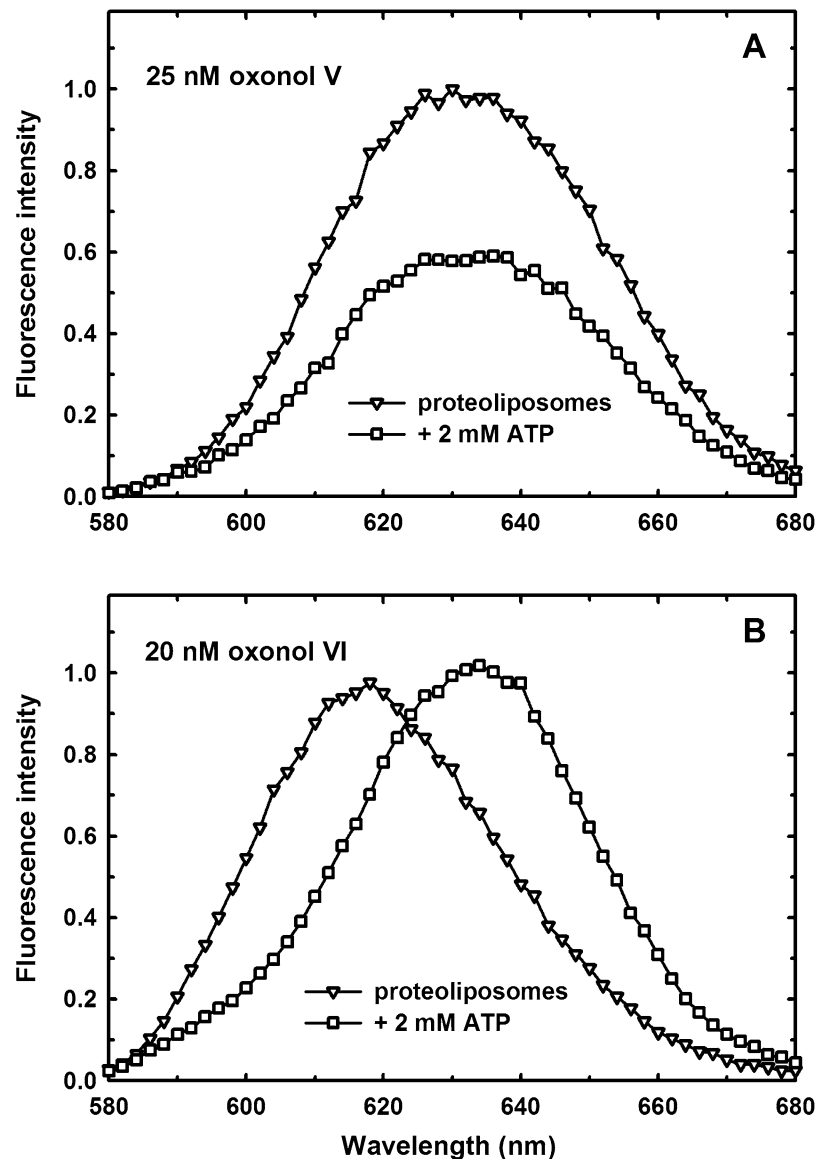 A
25 nM oxonol V
Fluorescence intensity
1.0
0.8
0.6
0.4
0.2
0.0
proteoliposomes
+ 2 mM ATP
580
600
620
640
660
680
B
20 nM oxonol VI
Fluorescence intensity
1.0
0.8
0.6
0.4
0.2
0.0
proteoliposomes
+ 2 mM ATP
580
600
620
640
660
680
Wavelength (nm)